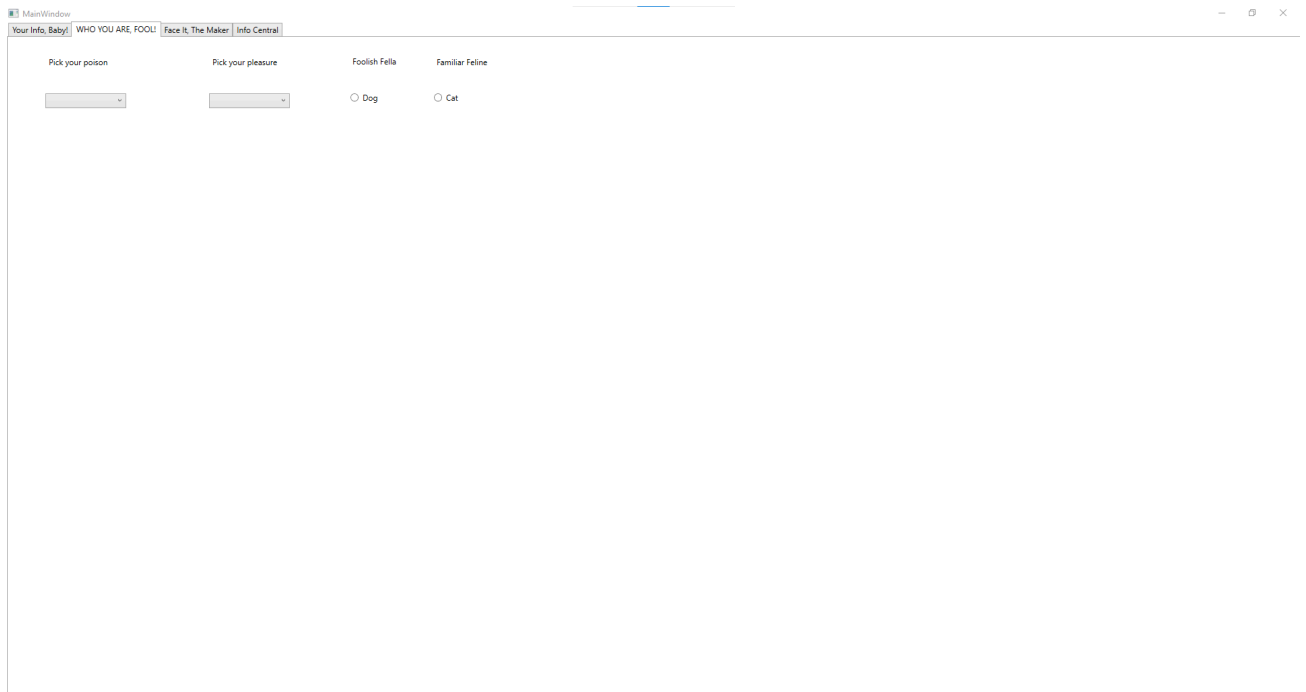 MainWindow
Your Info, Baby! WHO YOU ARE, FOOL! Face It, The Maker Info Central
Pick your poison Pick your pleasure Foolish Fella Familiar Feline
Dog Cat